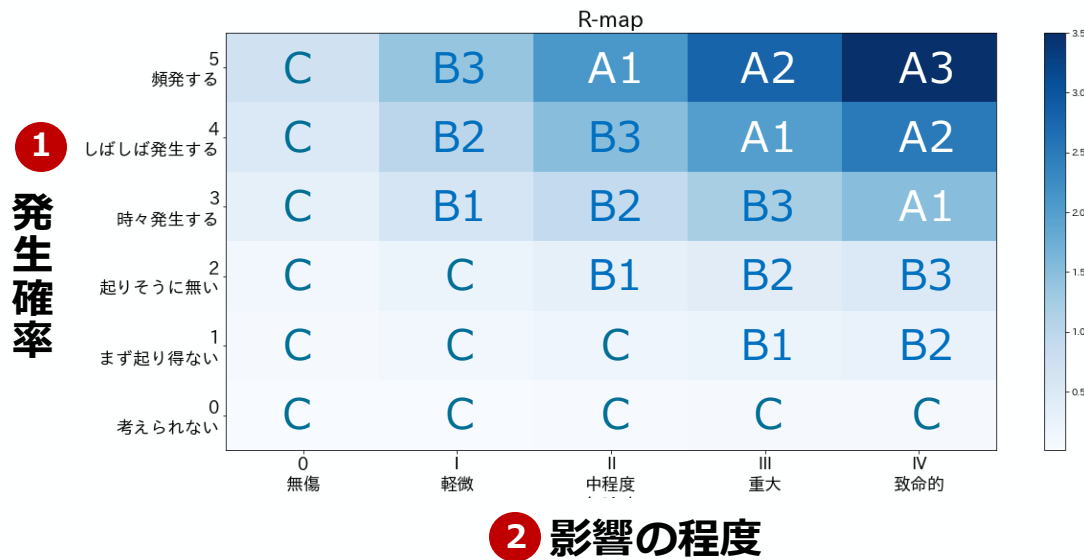 R-map
1
発生確率
5
頻発する
C B3 A1 A2 A3
4
しばしば発生する
C B2 B3 A1 A2
3
時々発生する
C B1 B2 B3 A1
2
起りそうに無い
C C B1 B2 B3
1
まず起り得ない
C C C B1 B2
0
考えられない
C C C C C
0 I II III IV
無傷 軽微 中程度 重大 致命的
2 影響の程度
3.5
3.0
2.5
2.0
1.5
1.0
0.5